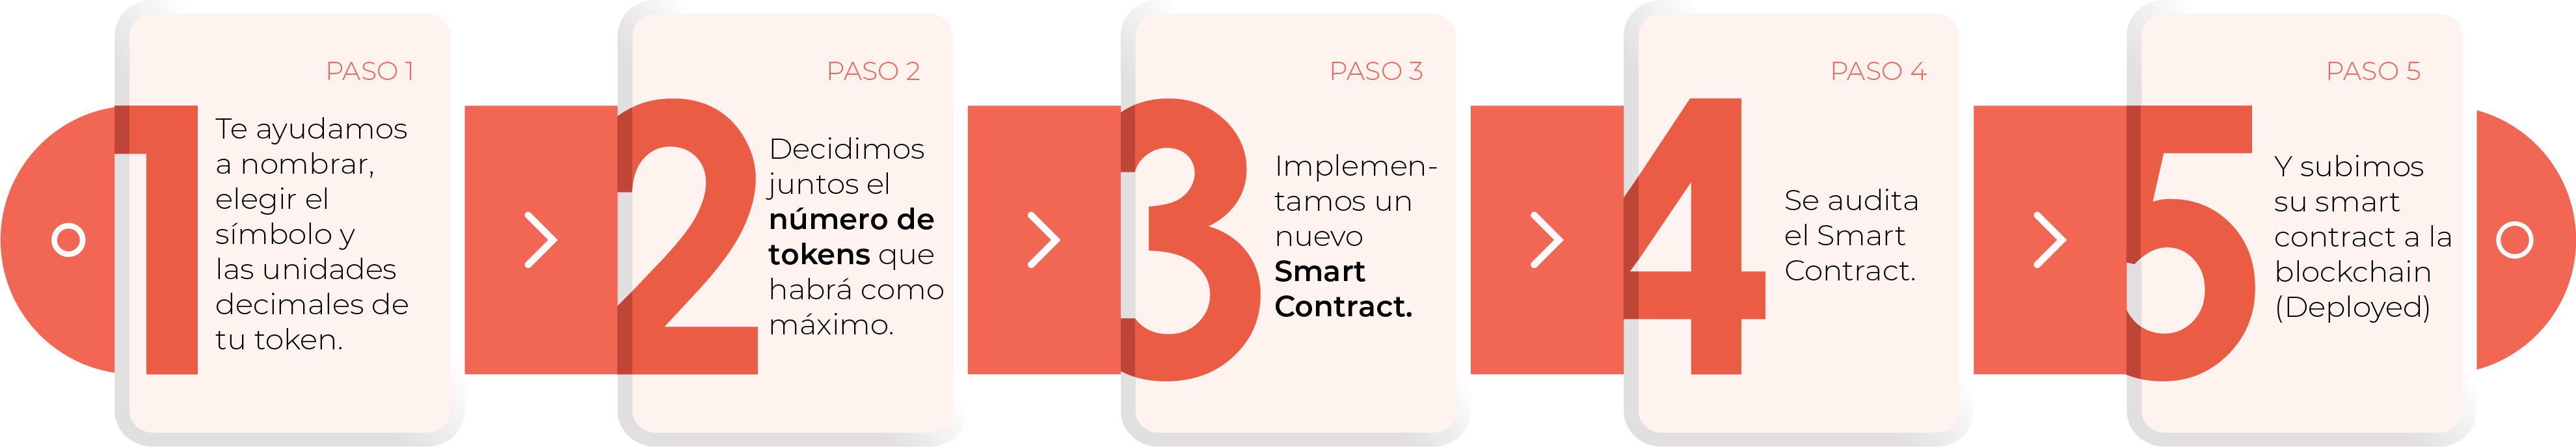 PASO 1
1
Te ayudamos
a nombrar,
elegir el
símbolo y
las unidades
decimales de
tu token.
PASO 2
2
Decidimos
juntos el
número de
tokens que
habrá como
máximo.
PASO 3
3
Implemen-
tamos un
nuevo
Smart
Contract.
PASO 4
4
Se audita
el Smart
Contract.
PASO 5
5
Y subimos
su smart
contract a la
blockchain
(Deployed)